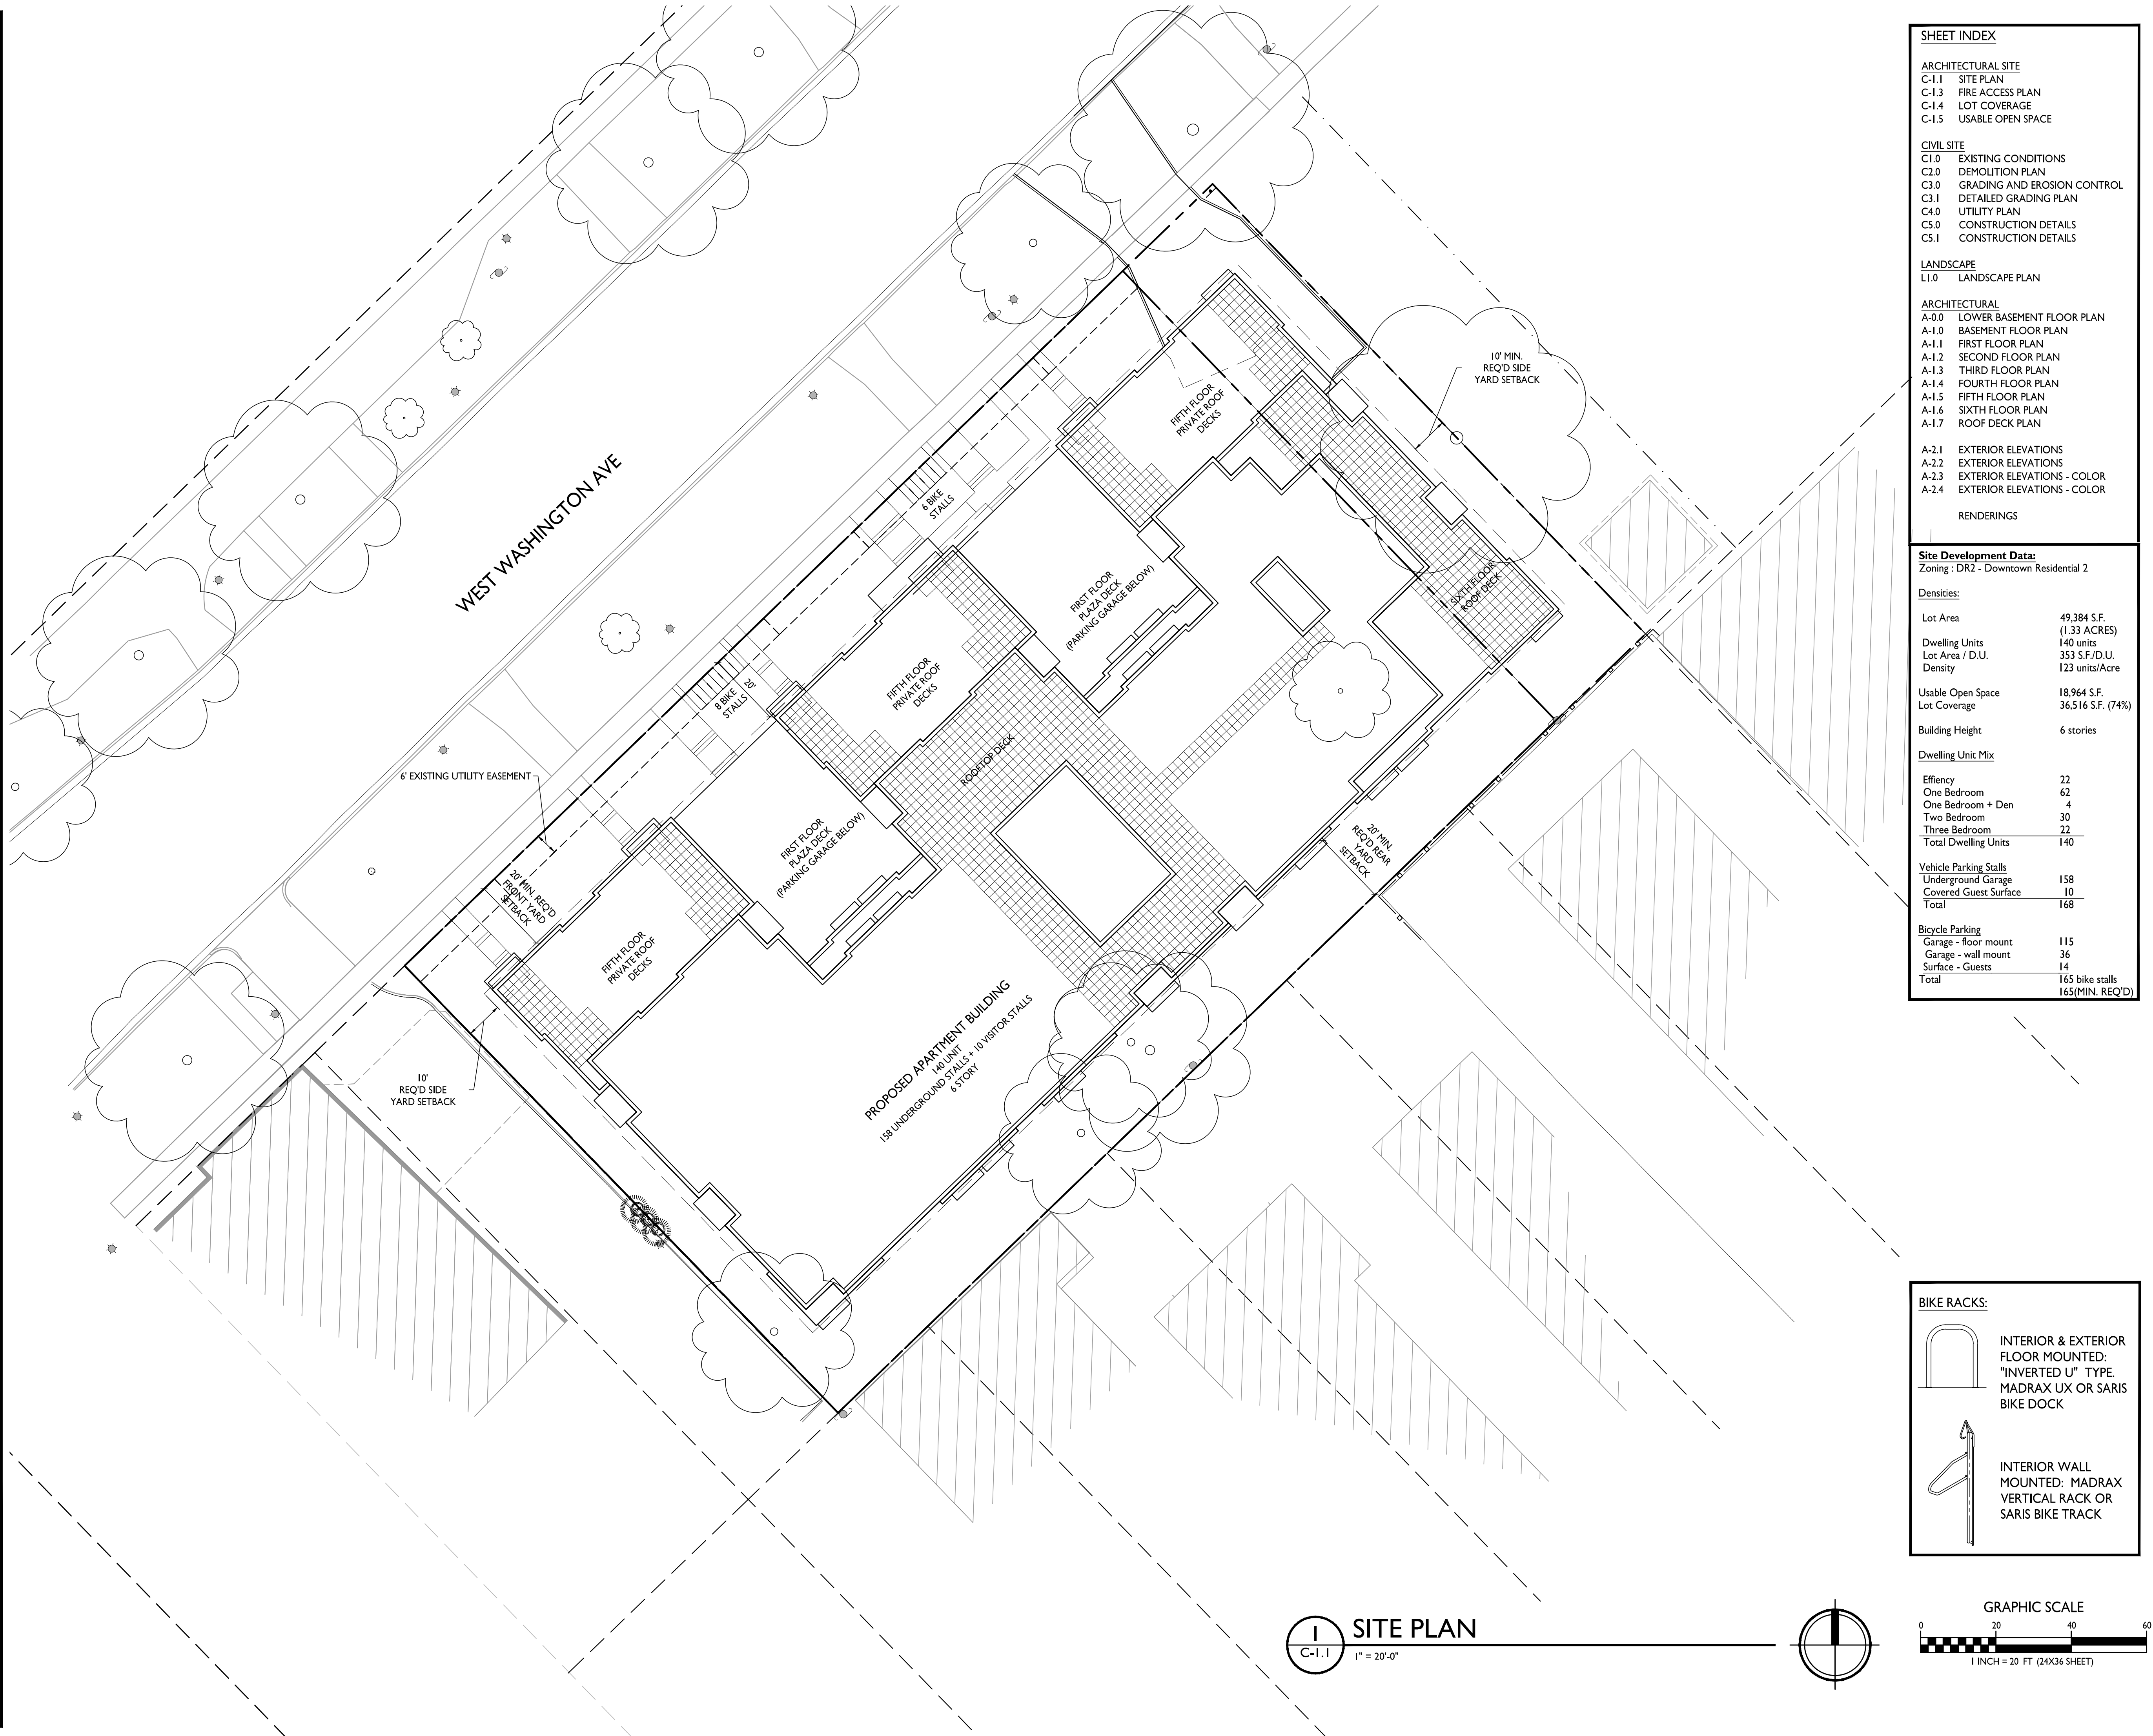 WEST WASHINGTON AVE
10' MIN.
REQ'D SIDE
YARD SETBACK
FIFTH FLOOR
PRIVATE ROOF
DECKS
6 BIKE
STALLS
FIRST FLOOR
PLAZA DECK
(PARKING GARAGE BELOW)
SIXTH FLOOR
ROOF DECK
FIFTH FLOOR
PRIVATE ROOF
DECKS
20'
8 BIKE
STALLS
ROOFTOP DECK
6' EXISTING UTILITY EASEMENT
FIRST FLOOR
PLAZA DECK
(PARKING GARAGE BELOW)
20' MIN.
REQ'D REAR
YARD
SETBACK
20' MIN. REQ'D
FRONT YARD
SETBACK
FIFTH FLOOR
PRIVATE ROOF
DECKS
10'
REQ'D SIDE
YARD SETBACK
PROPOSED APARTMENT BUILDING
140 UNIT
158 UNDERGROUND STALLS + 10 VISITOR STALLS
6 STORY
SHEET INDEX
ARCHITECTURAL SITE
C-1.1 SITE PLAN
C-1.3 FIRE ACCESS PLAN
C-1.4 LOT COVERAGE
C-1.5 USABLE OPEN SPACE
CIVIL SITE
C1.0 EXISTING CONDITIONS
C2.0 DEMOLITION PLAN
C3.0 GRADING AND EROSION CONTROL
C3.1 DETAILED GRADING PLAN
C4.0 UTILITY PLAN
C5.0 CONSTRUCTION DETAILS
C5.1 CONSTRUCTION DETAILS
LANDSCAPE
L1.0 LANDSCAPE PLAN
ARCHITECTURAL
A-0.0 LOWER BASEMENT FLOOR PLAN
A-1.0 BASEMENT FLOOR PLAN
A-1.1 FIRST FLOOR PLAN
A-1.2 SECOND FLOOR PLAN
A-1.3 THIRD FLOOR PLAN
A-1.4 FOURTH FLOOR PLAN
A-1.5 FIFTH FLOOR PLAN
A-1.6 SIXTH FLOOR PLAN
A-1.7 ROOF DECK PLAN
A-2.1 EXTERIOR ELEVATIONS
A-2.2 EXTERIOR ELEVATIONS
A-2.3 EXTERIOR ELEVATIONS - COLOR
A-2.4 EXTERIOR ELEVATIONS - COLOR
RENDERINGS
Site Development Data:
Zoning : DR2 - Downtown Residential 2
Densities:
Lot Area 49,384 S.F.
(1.33 ACRES)
Dwelling Units 140 units
Lot Area / D.U. 353 S.F./D.U.
Density 123 units/Acre
Usable Open Space 18,964 S.F.
Lot Coverage 36,516 S.F. (74%)
Building Height 6 stories
Dwelling Unit Mix
Effiency 22
One Bedroom 62
One Bedroom + Den 4
Two Bedroom 30
Three Bedroom 22
Total Dwelling Units 140
Vehicle Parking Stalls
Underground Garage 158
Covered Guest Surface 10
Total 168
Bicycle Parking
Garage - floor mount 115
Garage - wall mount 36
Surface - Guests 14
Total 165 bike stalls
165(MIN. REQ'D)
BIKE RACKS:
INTERIOR & EXTERIOR
FLOOR MOUNTED:
"INVERTED U" TYPE.
MADRAX UX OR SARIS
BIKE DOCK
INTERIOR WALL
MOUNTED: MADRAX
VERTICAL RACK OR
SARIS BIKE TRACK
1
C-1.1
SITE PLAN
1" = 20'-0"
GRAPHIC SCALE
0 20 40 60
1 INCH = 20 FT (24X36 SHEET)